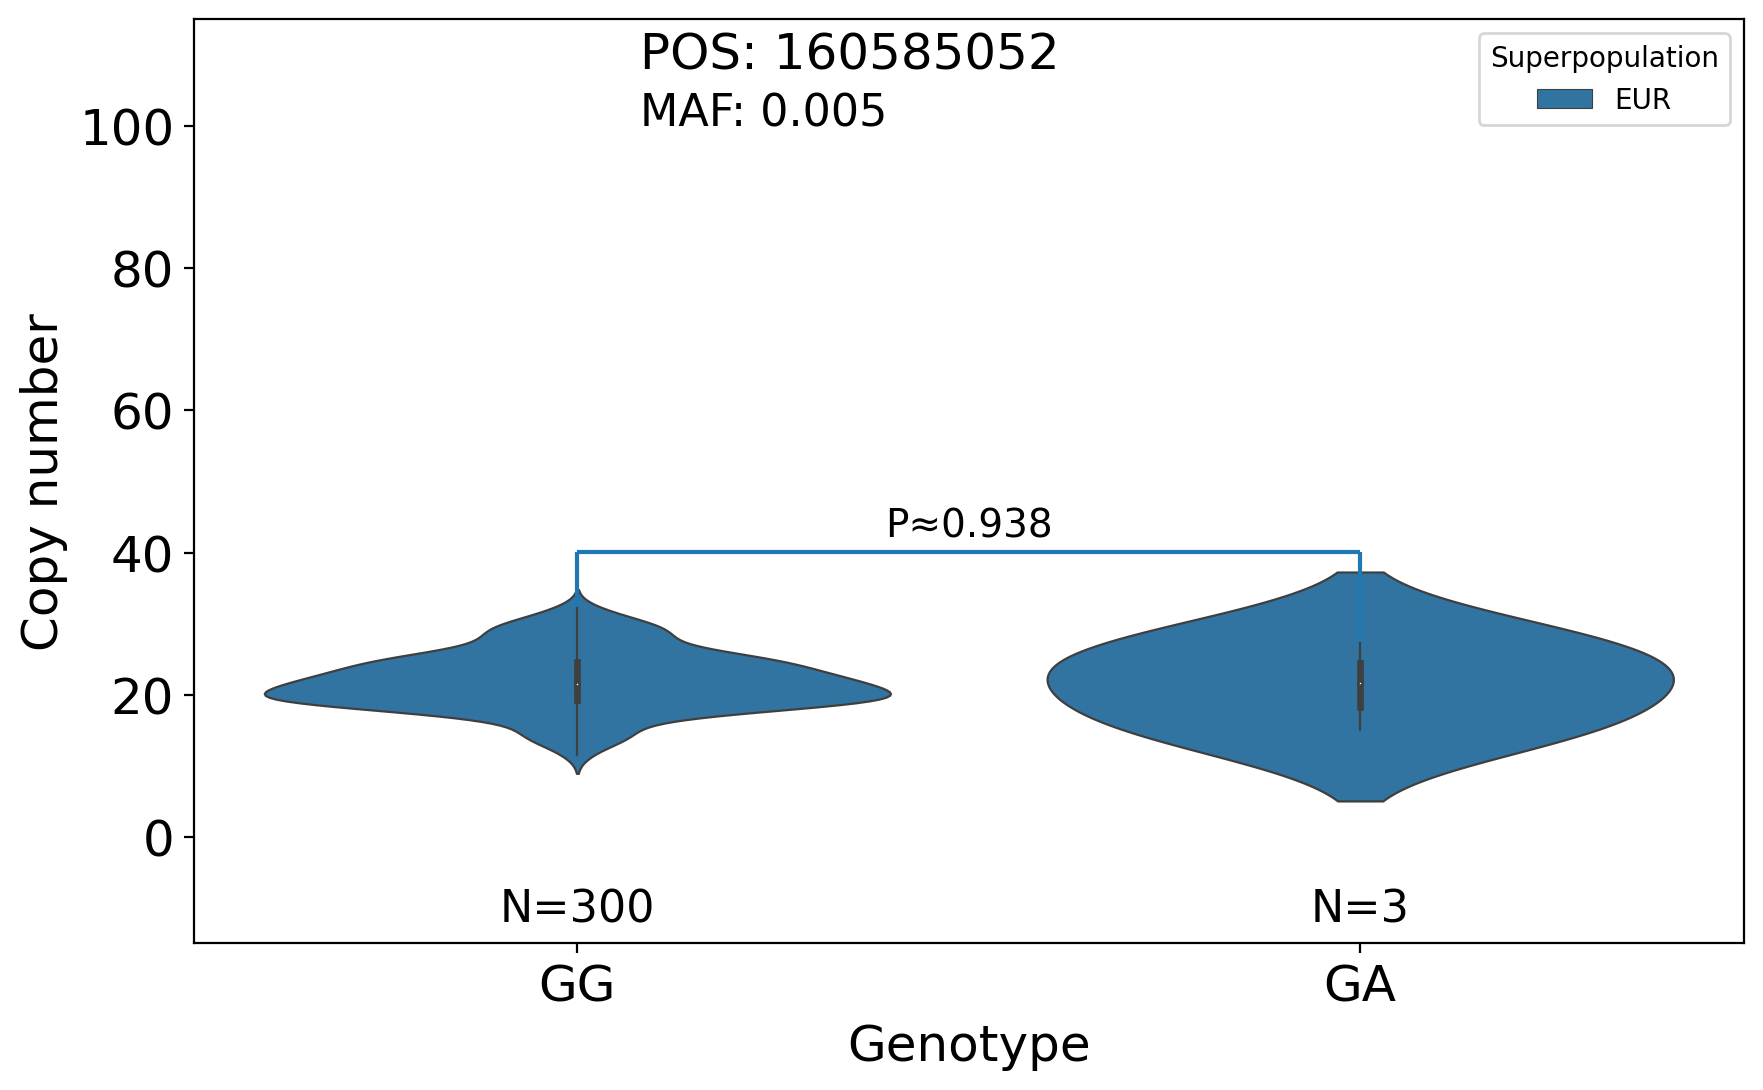 POS: 160585052
MAF: 0.005
Superpopulation
EUR
100
80
60
40
20
0
Copy number
P≈0.938
N=300
N=3
GG
GA
Genotype